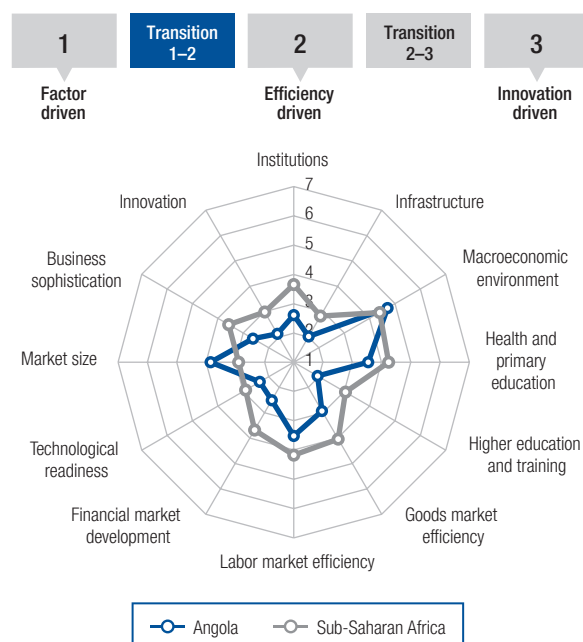 1
Transition
1–2
2
Transition
2–3
3
Factor
driven
Efficiency
driven
Innovation
driven
Institutions
Infrastructure
Macroeconomic
environment
Health and
primary
education
Higher education
and training
Goods market
efficiency
Labor market efficiency
Financial market
development
Technological
readiness
Market size
Business
sophistication
Innovation
7
6
5
4
3
2
1
Angola
Sub-Saharan Africa